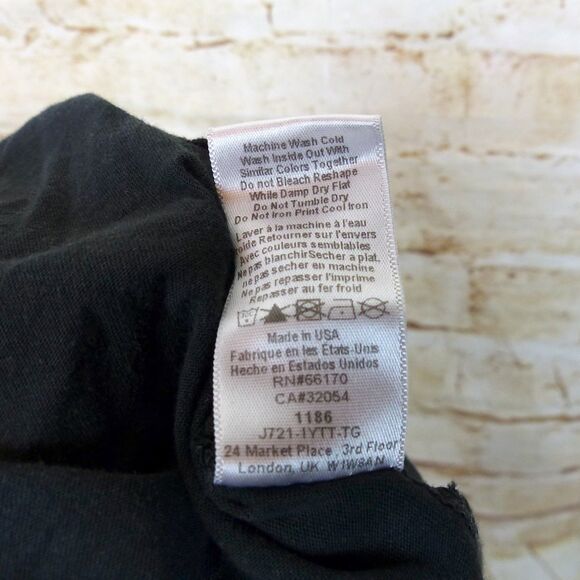 Machine Wash Cold
Wash Inside Out With
Similar Colors Together
Do not Bleach Reshape
While Damp Dry Flat
Do Not Tumble Dry
Do Not Iron Print Cool Iron
Laver à la machine à l'eau
roide Retourner sur l'envers
Avec couleurs semblables
Ne pas blanchirSecher a plat.
ne pas secher en machine
Ne pas repasser l'imprime
Repasser au fer froid
Made in USA
Fabrique en les Etats-Unis
Hecho en Estados Unidos
RN#66170
CA#32054
1186
J721-IYTT-TG
24 Market Place , 3rd Floor
London, UK W1W8AN